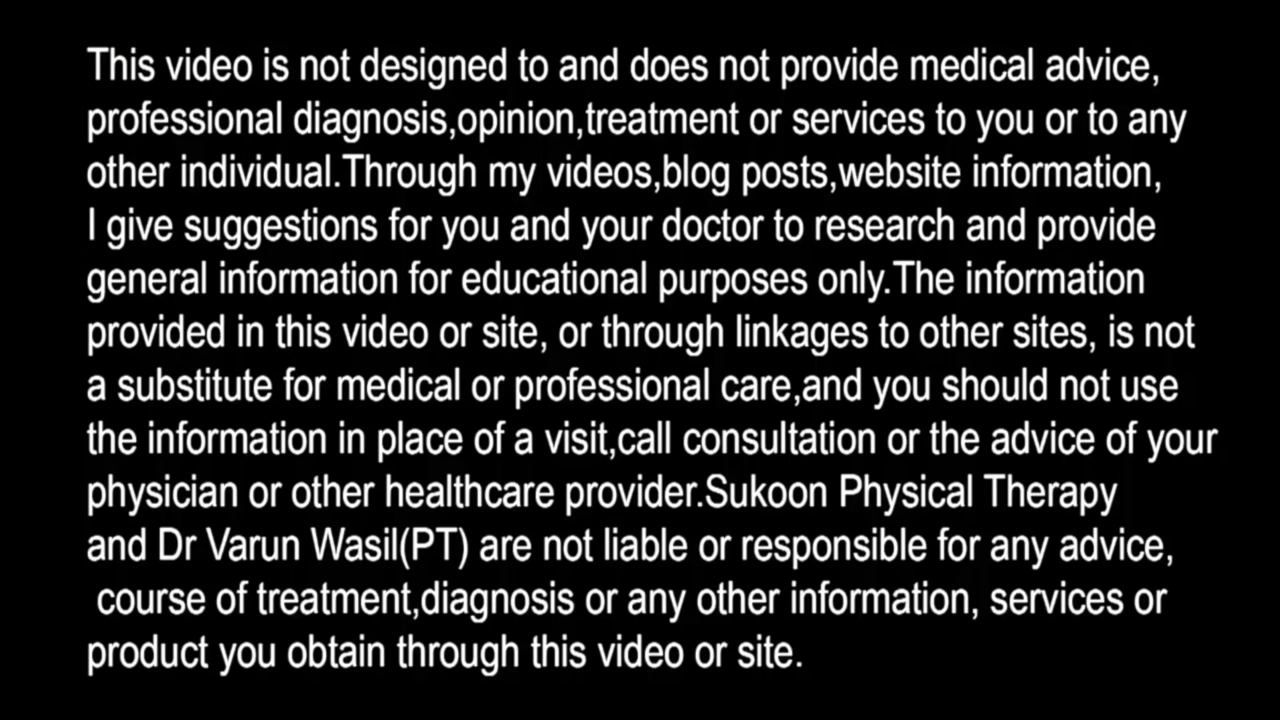 This video is not designed to and does not provide medical advice,
professional diagnosis,opinion,treatment or services to you or to any
other individual.Through my videos,blog posts,website information,
I give suggestions for you and your doctor to research and provide
general information for educational purposes only.The information
provided in this video or site, or through linkages to other sites, is not
a substitute for medical or professional care,and you should not use
the information in place of a visit,call consultation or the advice of your
physician or other healthcare provider.Sukoon Physical Therapy
and Dr Varun Wasil(PT) are not liable or responsible for any advice,
course of treatment,diagnosis or any other information, services or
product you obtain through this video or site.